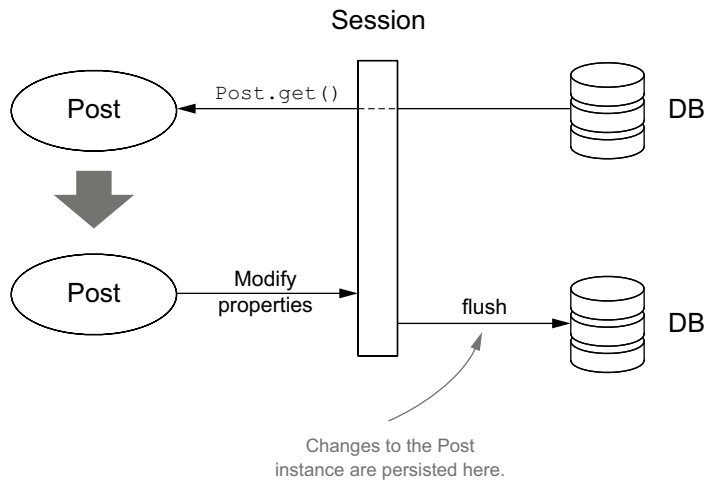 Session
Post.get()
Post
DB
Post
Modify
properties
flush
DB
Changes to the Post
instance are persisted here.